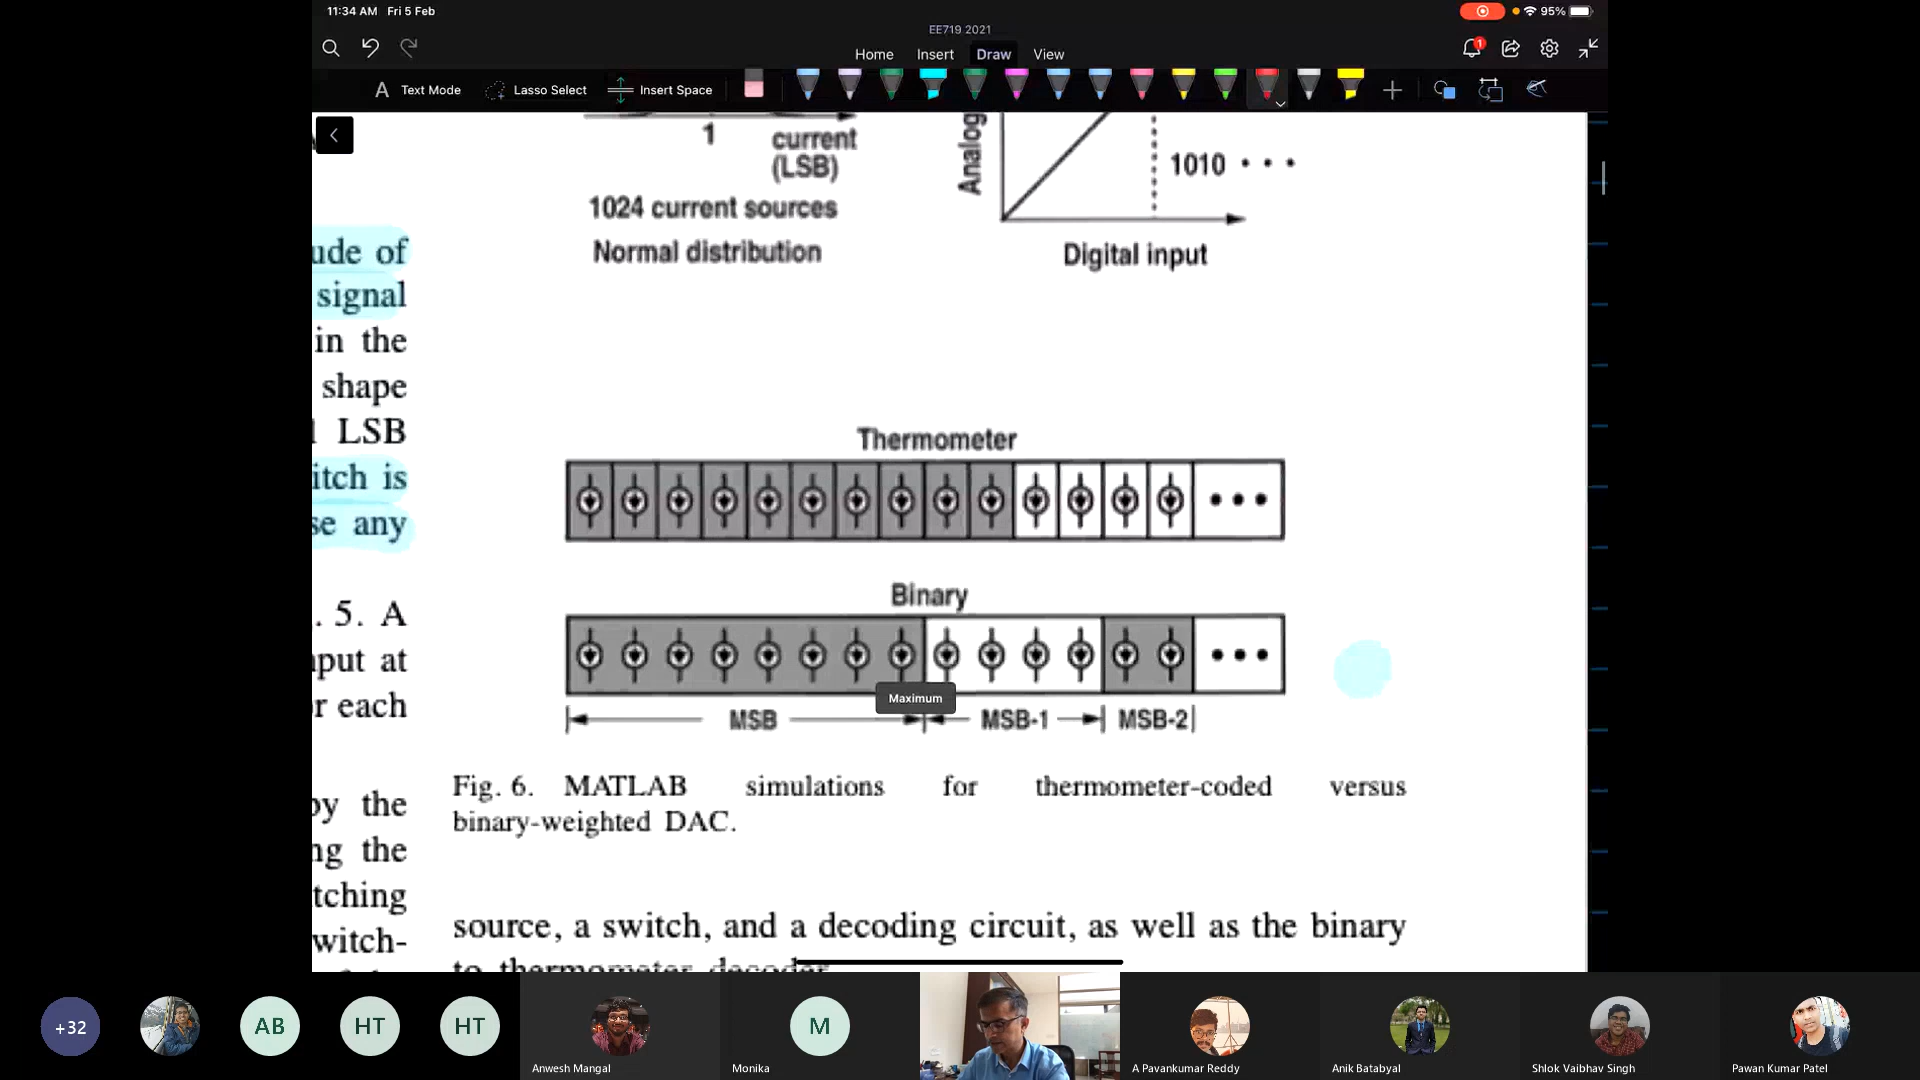 11:34 AM Fri 5 Feb
95%
EE719 2021
Home Insert Draw View
1
Text Mode Lasso Select Insert Space
1
current
(LSB)
1024 current sources
Normal distribution
Analog
1010 • • •
Digital input
ude of
signal
in the
shape
LSB
itch is
se any
. 5. A
put at
r each
by the
ng the
tching
witch-
Thermometer
• • •
Binary
• • •
Maximum
MSB MSB-1 MSB-2
Fig. 6. MATLAB simulations for thermometer-coded versus
binary-weighted DAC.
source, a switch, and a decoding circuit, as well as the binary
to thermometer decoder
+32 AB HT HT M
Anwesh Mangal Monika A Pavankumar Reddy Anik Batabyal Shlok Vaibhav Singh Pawan Kumar Patel